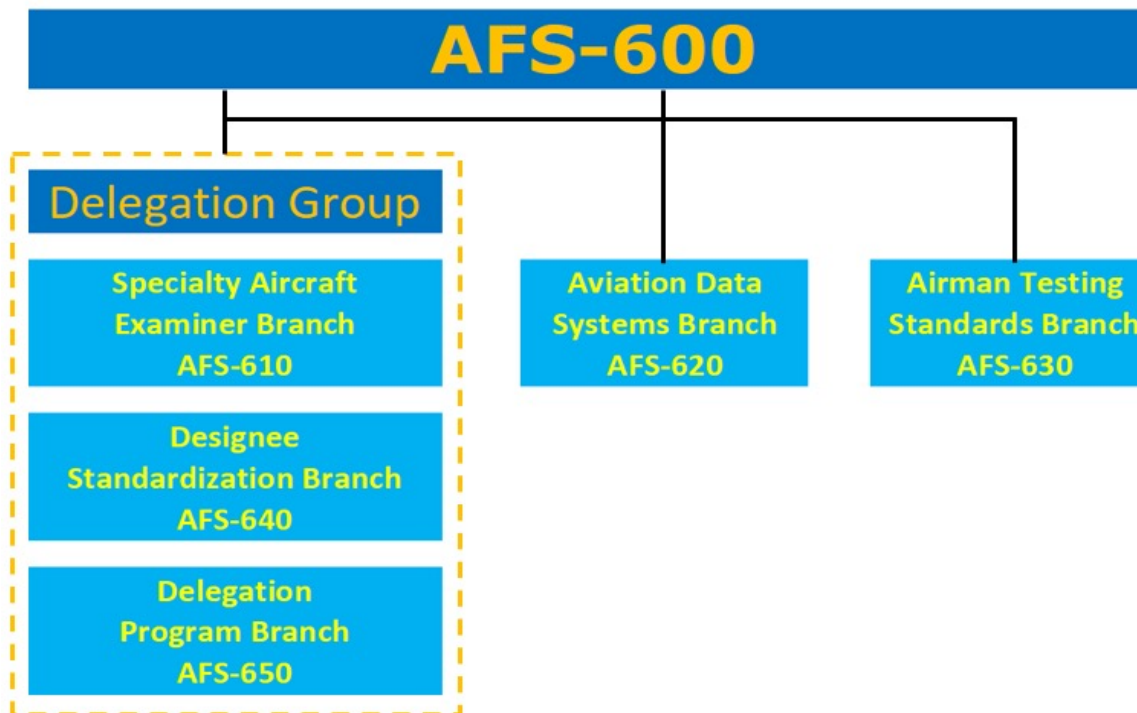 AFS-600
Delegation Group
Specialty Aircraft
Examiner Branch
AFS-610
Designee
Standardization Branch
AFS-640
Delegation
Program Branch
AFS-650
Aviation Data
Systems Branch
AFS-620
Airman Testing
Standards Branch
AFS-630